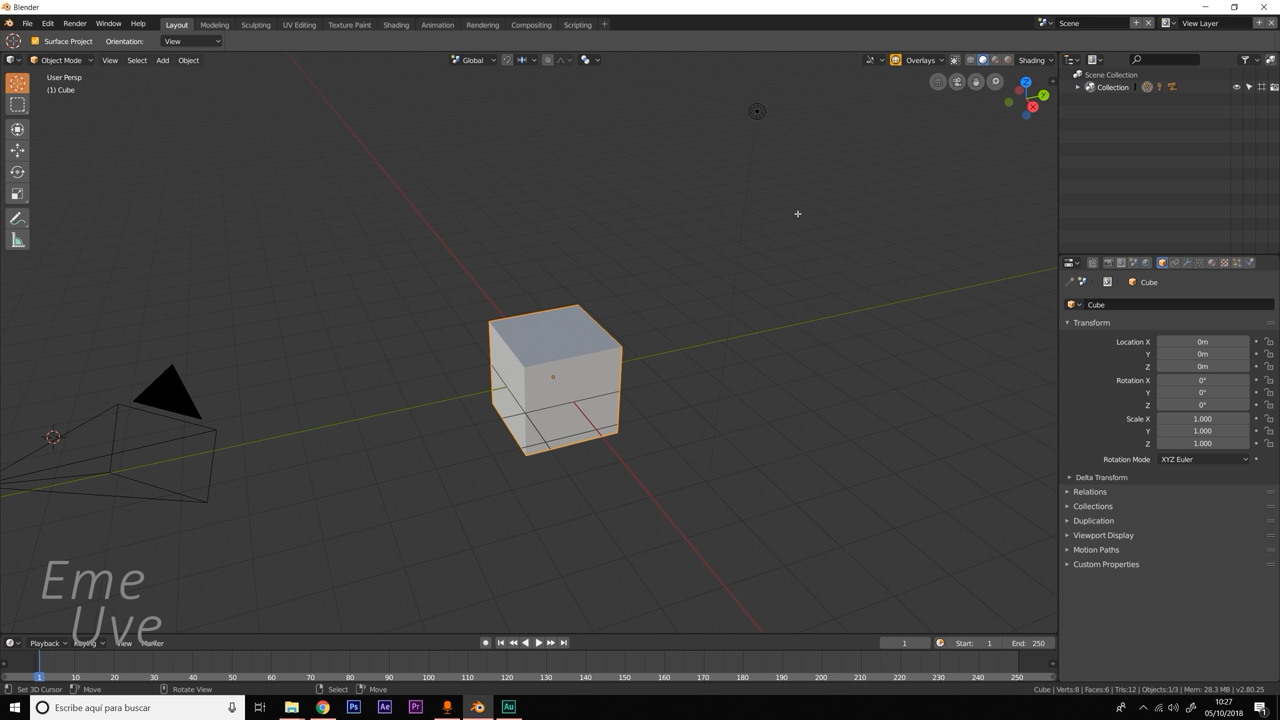 Blender
File Edit Render Window Help Layout Modeling Sculpting UV Editing Texture Paint Shading Animation Rendering Compositing Scripting + Scene View Layer
Surface Project Orientation: View
Object Mode View Select Add Object Global Overlays Shading
User Persp
(1) Cube
Z
Y
X
Scene Collection
Collection
Cube
Cube
Transform
Location X 0m
Y 0m
Z 0m
Rotation X 0°
Y 0°
Z 0°
Scale X 1.000
Y 1.000
Z 1.000
Rotation Mode XYZ Euler
Delta Transform
Relations
Collections
Duplication
Viewport Display
Motion Paths
Custom Properties
Eme
Uve
Playback Keying View Marker 1 Start: 1 End: 250
1 10 20 30 40 50 60 70 80 90 100 110 120 130 140 150 160 170 180 190 200 210 220 230 240 250
Set 3D Cursor Move Rotate View Select Move Cube | Verts:8 | Faces:6 | Tris:12 | Objects:1/3 | Mem: 28.3 MB | v2.80.25
Escribe aquí para buscar Ps Ae Pr Au
10:27
05/10/2018